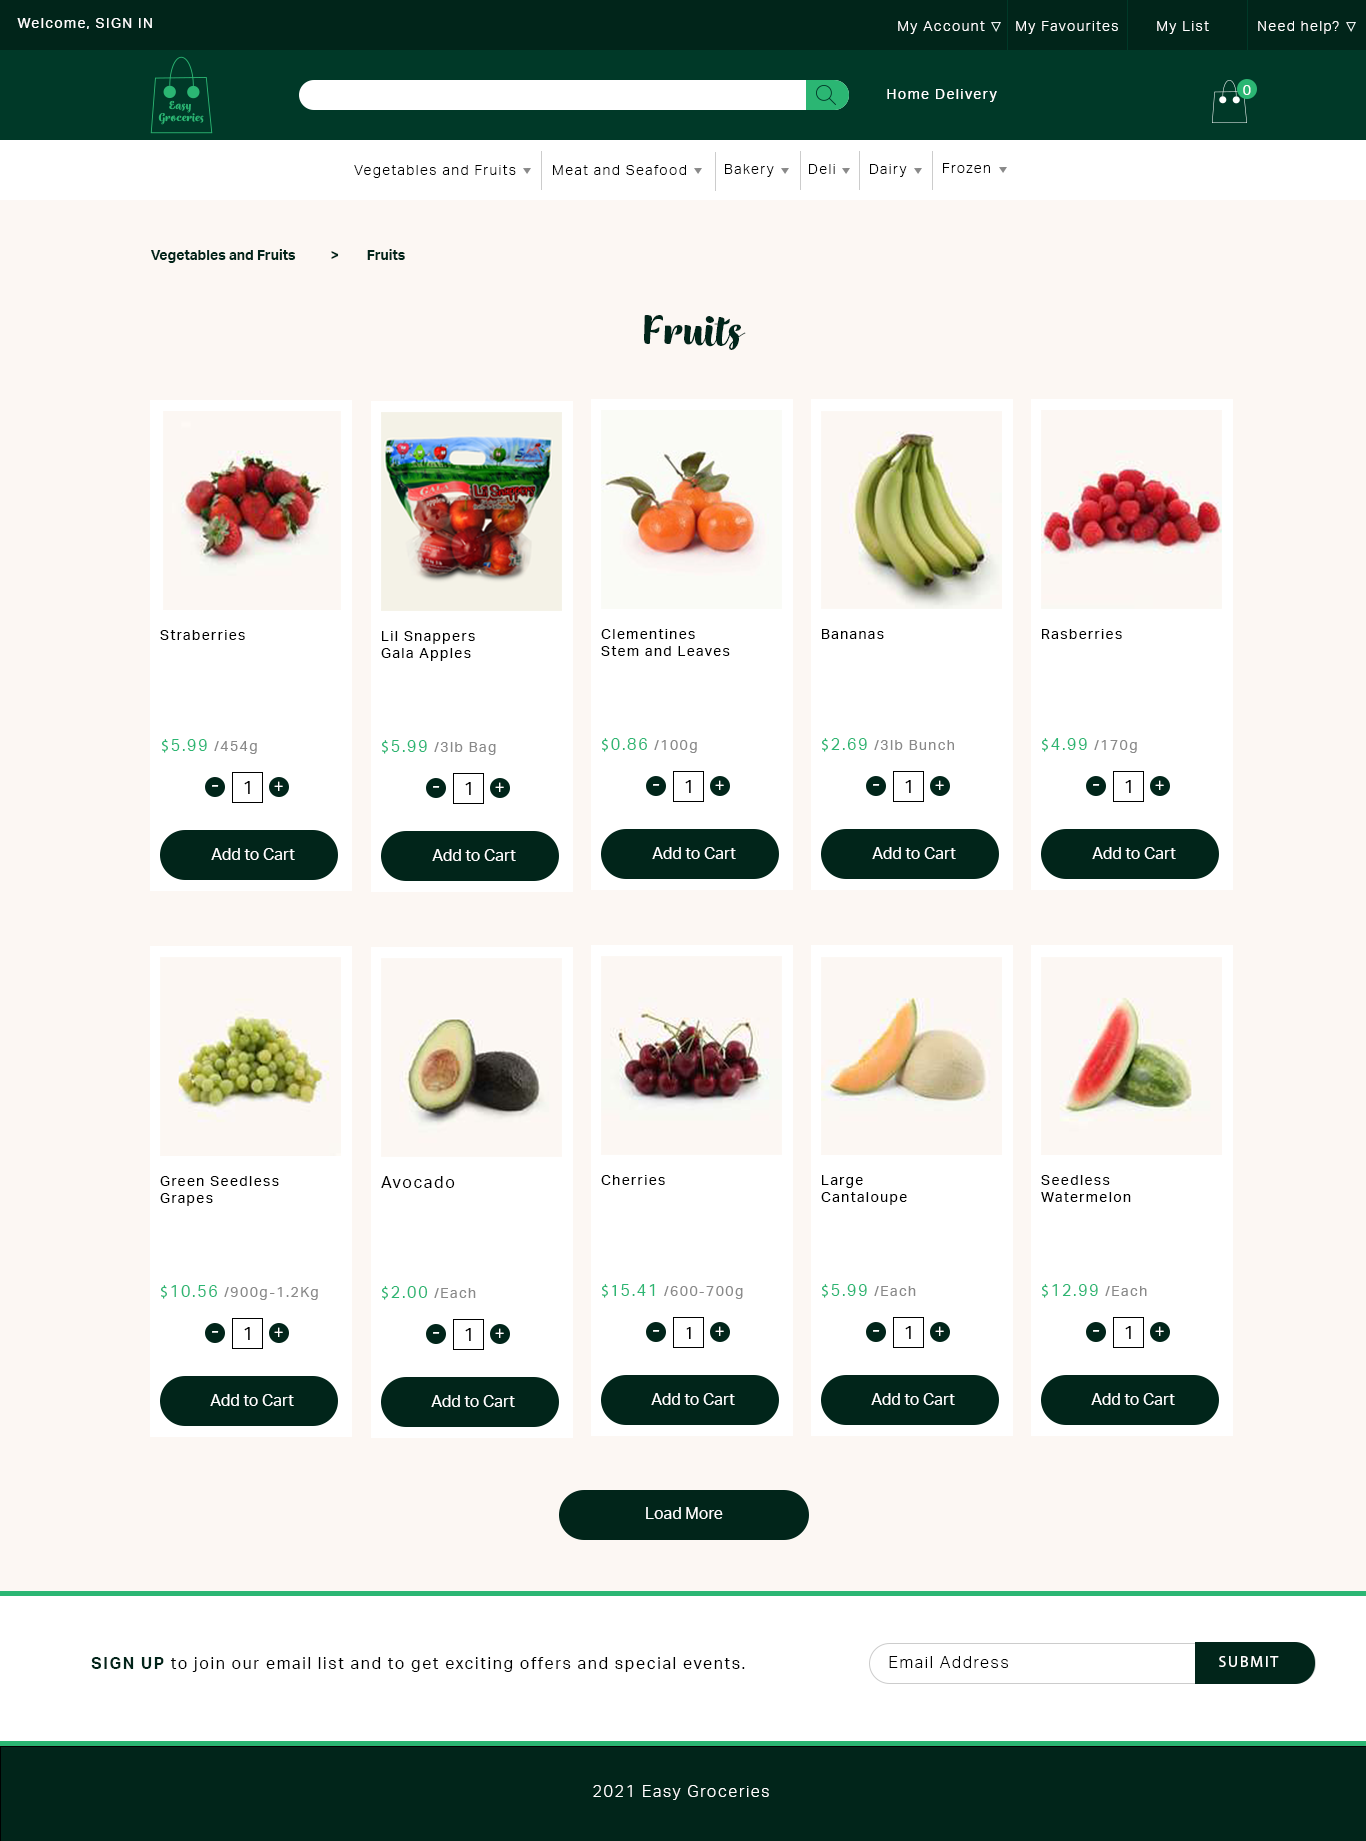 Welcome, SIGN IN
My Account ▽ My Favourites My List Need help? ▽
Easy
Groceries
Home Delivery
0
Vegetables and Fruits Meat and Seafood Bakery Deli Dairy Frozen
Vegetables and Fruits > Fruits
Fruits
GALA Lil Snappers
Straberries
Lil Snappers
Gala Apples
Clementines
Stem and Leaves
Bananas
Rasberries
$5.99 /454g
$5.99 /3lb Bag
$0.86 /100g
$2.69 /3lb Bunch
$4.99 /170g
- 1 +
- 1 +
- 1 +
- 1 +
- 1 +
Add to Cart
Add to Cart
Add to Cart
Add to Cart
Add to Cart
Green Seedless
Grapes
Avocado
Cherries
Large
Cantaloupe
Seedless
Watermelon
$10.56 /900g-1.2Kg
$2.00 /Each
$15.41 /600-700g
$5.99 /Each
$12.99 /Each
- 1 +
- 1 +
- 1 +
- 1 +
- 1 +
Add to Cart
Add to Cart
Add to Cart
Add to Cart
Add to Cart
Load More
SIGN UP to join our email list and to get exciting offers and special events.
Email Address
SUBMIT
2021 Easy Groceries